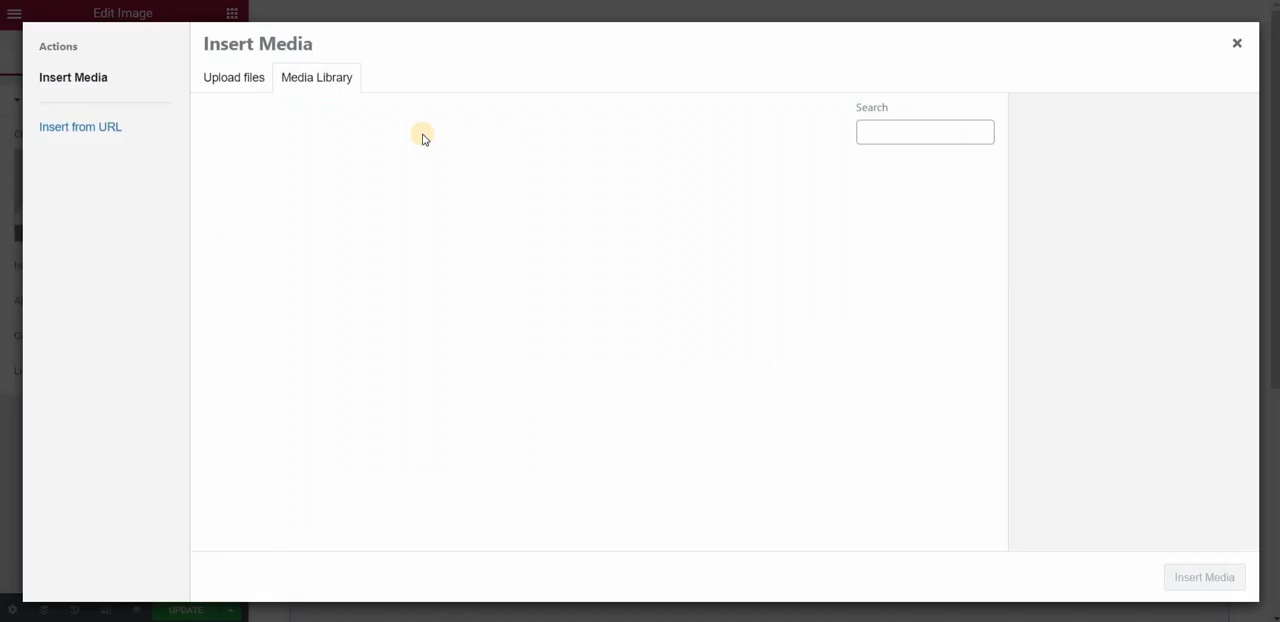 Edit Image
Actions
Insert Media
Insert from URL
Insert Media
Upload files
Media Library
Search
Insert Media
UPDATE